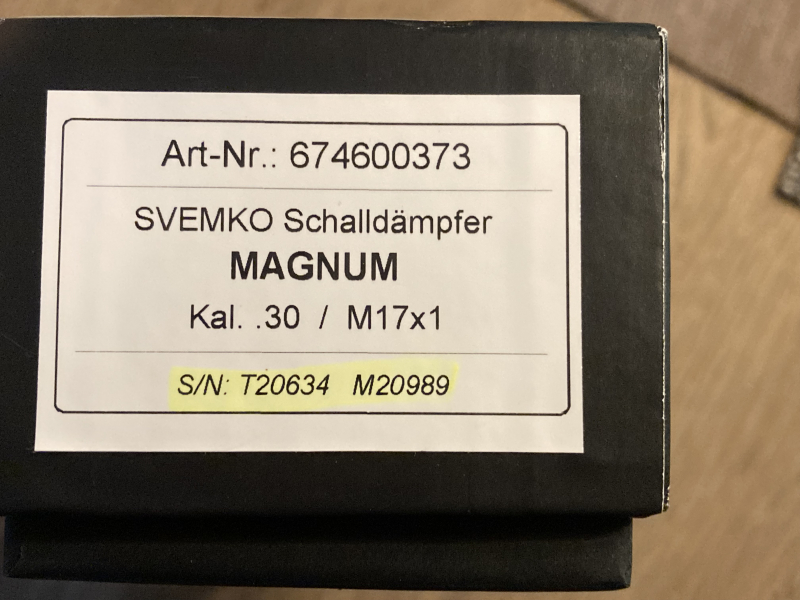 Art-Nr.: 674600373
SVEMKO Schalldämpfer
MAGNUM
Kal. .30 / M17x1
S/N: T20634 M20989